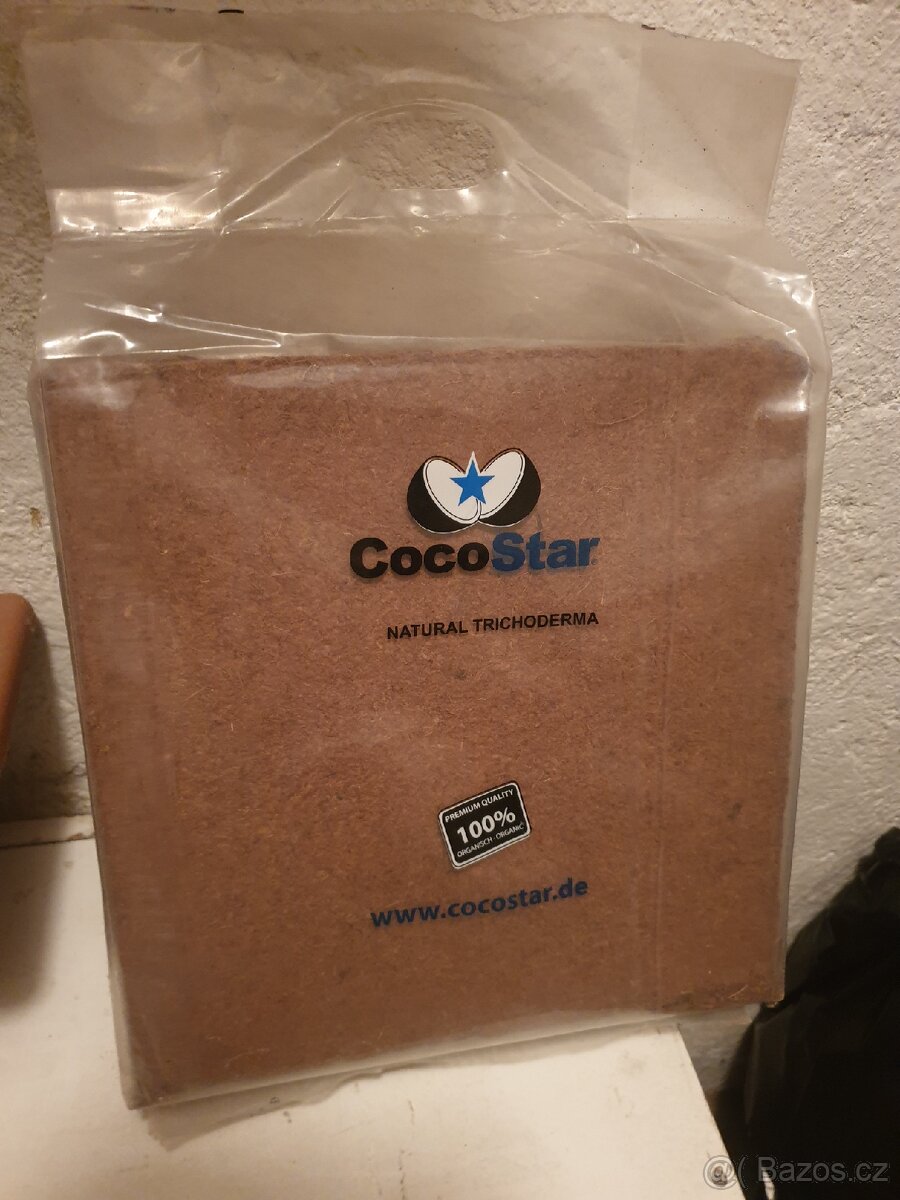 CocoStar
NATURAL TRICHODERMA
PREMIUM QUALITY
100%
ORGANISCH - ORGANIC
www.cocostar.de
@( Bazos.cz